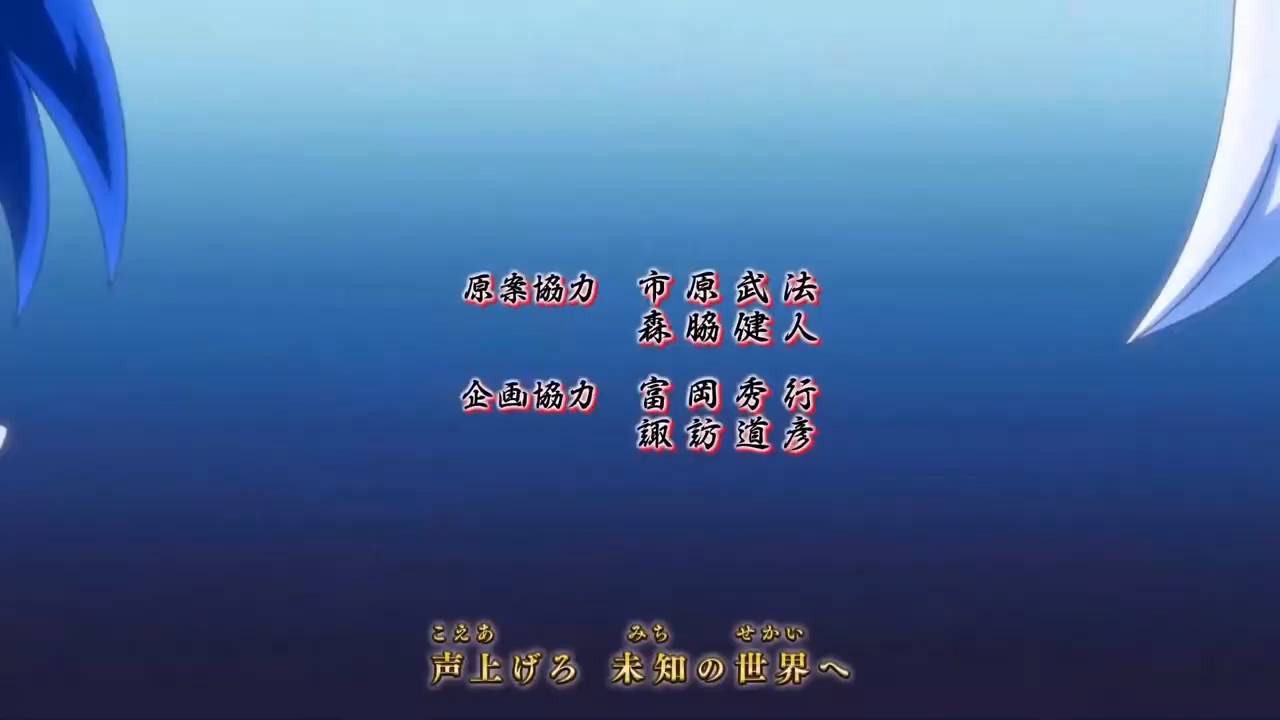 原案協力 市原武法
森脇健人
企画協力 富岡秀行
諏訪道彦
こえあ みち せかい
声上げろ 未知の世界へ